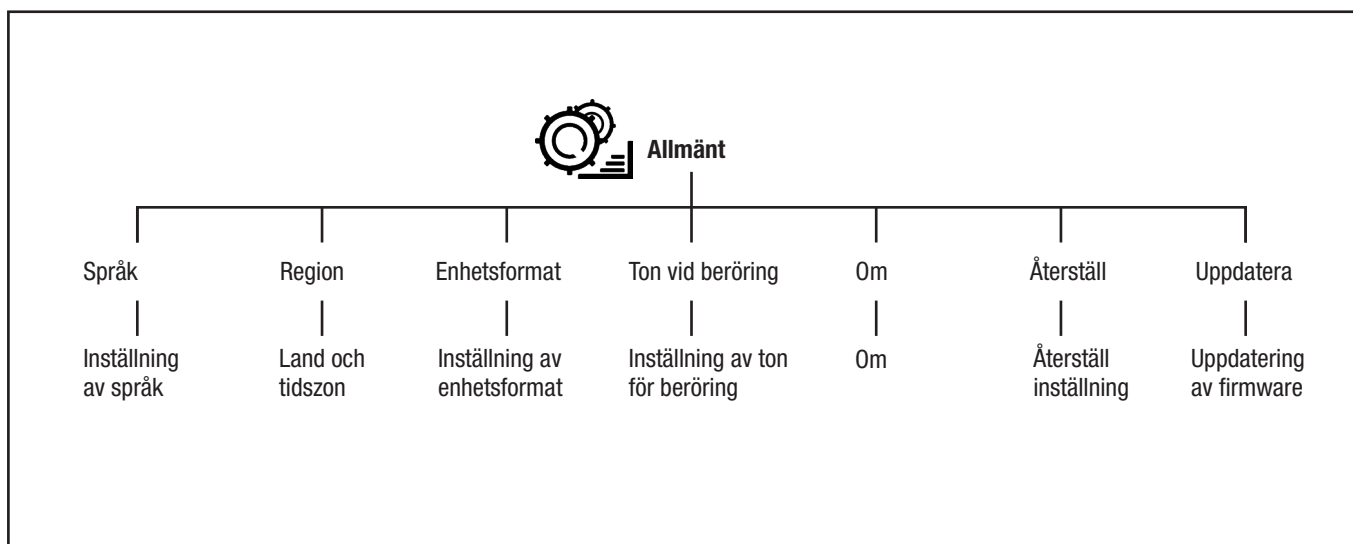 Allmänt
Språk
Region
Enhetsformat
Ton vid beröring
Om
Återställ
Uppdatera
Inställning
av språk
Land och
tidszon
Inställning av
enhetsformat
Inställning av ton
för beröring
Om
Återställ
inställning
Uppdatering
av firmware